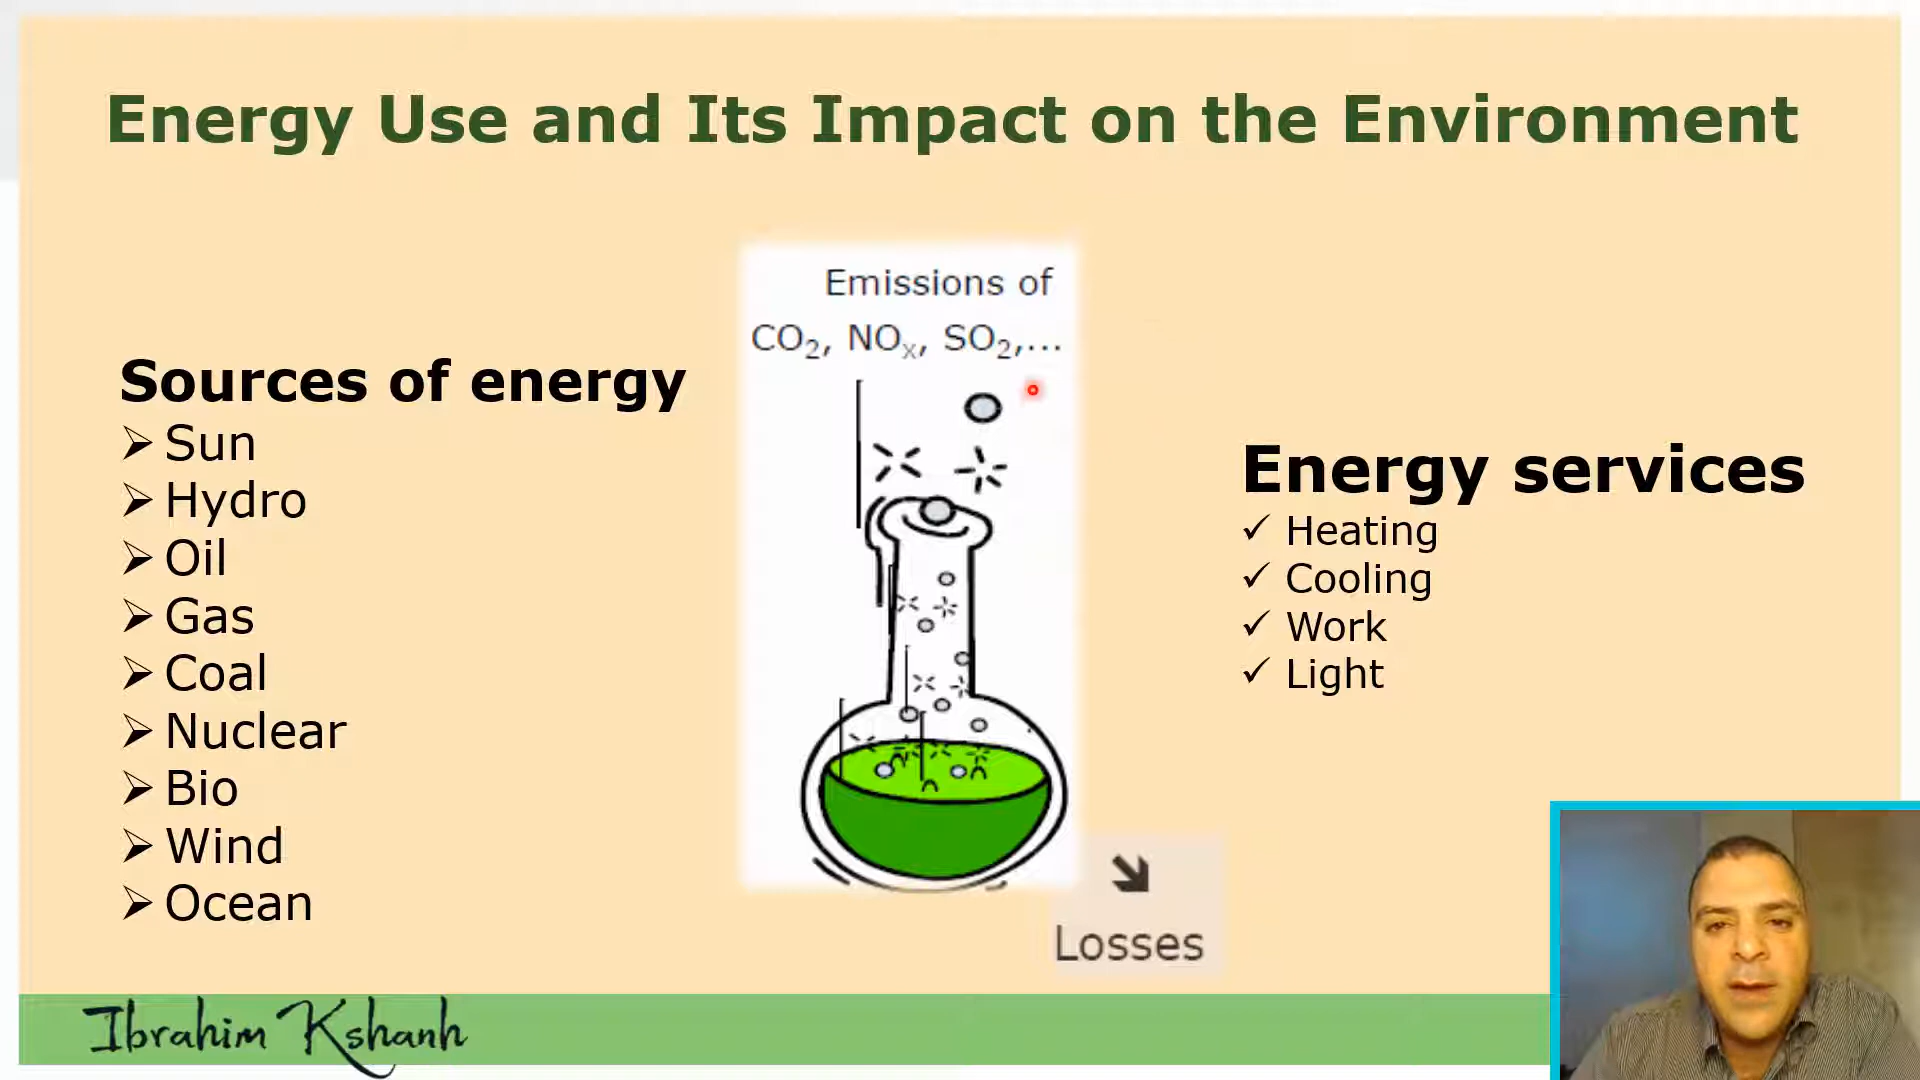 Energy Use and Its Impact on the Environment
Sources of energy
Sun
Hydro
Oil
Gas
Coal
Nuclear
Bio
Wind
Ocean
Emissions of
CO₂, NOₓ, SO₂,...
Losses
Energy services
Heating
Cooling
Work
Light
Ibrahim Kshanh